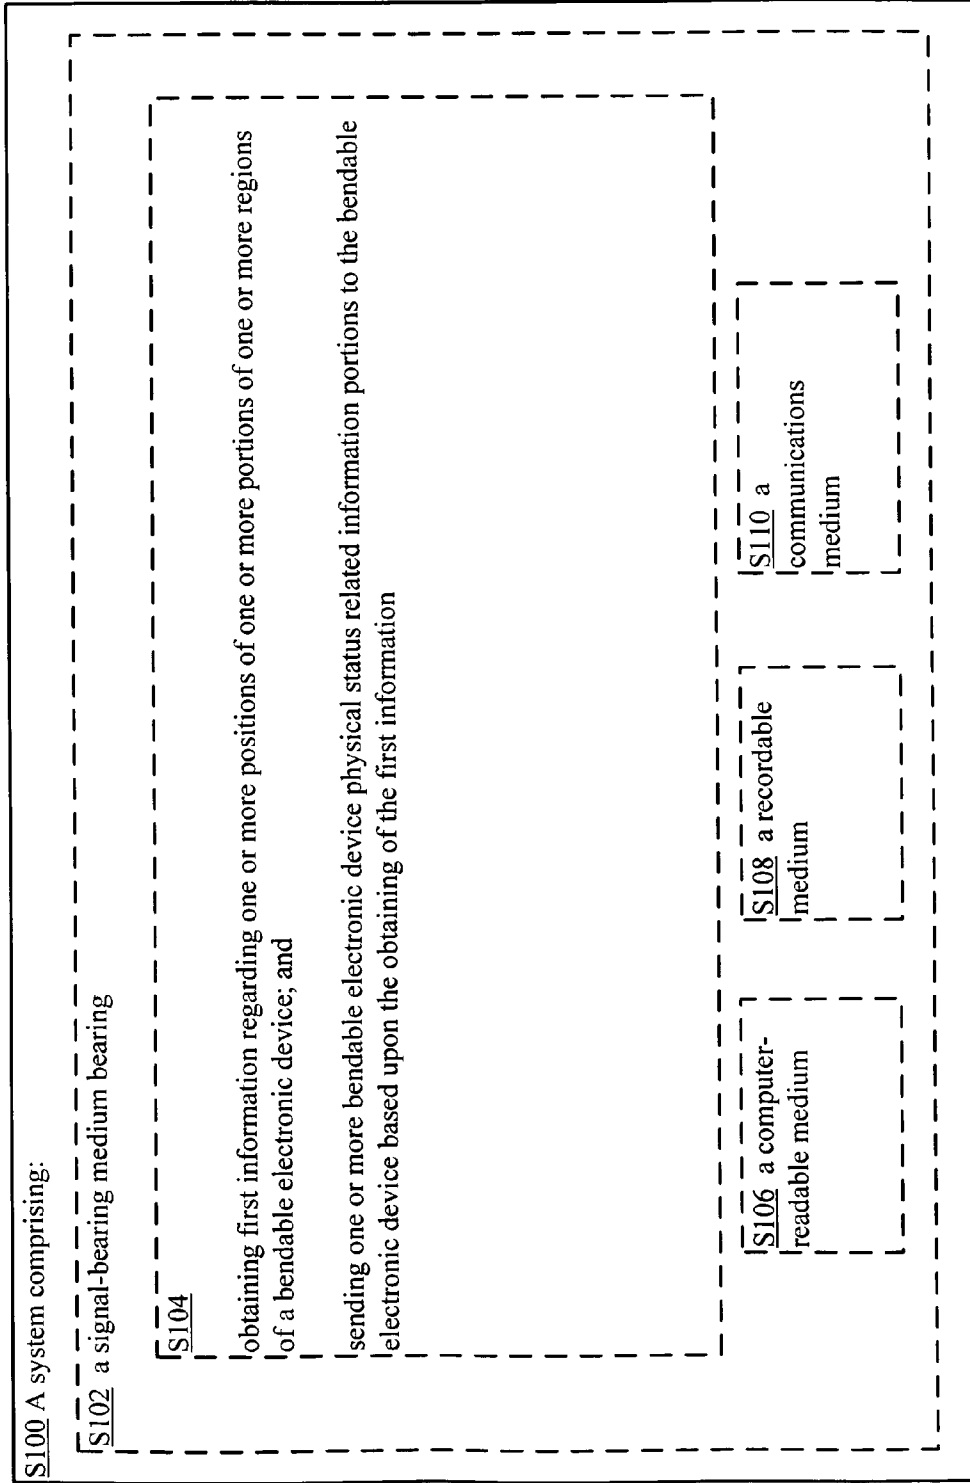 S100 A system comprising:
S102 a signal-bearing medium bearing
S104
obtaining first information regarding one or more positions of one or more portions of one or more regions
of a bendable electronic device; and
sending one or more bendable electronic device physical status related information portions to the bendable
electronic device based upon the obtaining of the first information
S106 a computer-
readable medium
S108 a recordable
medium
S110 a
communications
medium